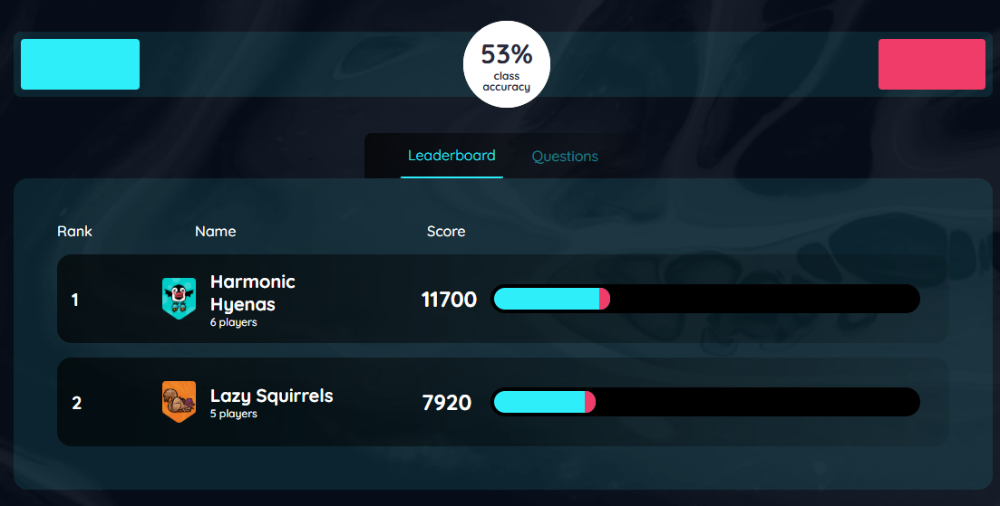 53%
class
accuracy
Leaderboard Questions
Rank Name Score
1 Harmonic Hyenas 11700
6 players
2 Lazy Squirrels 7920
5 players